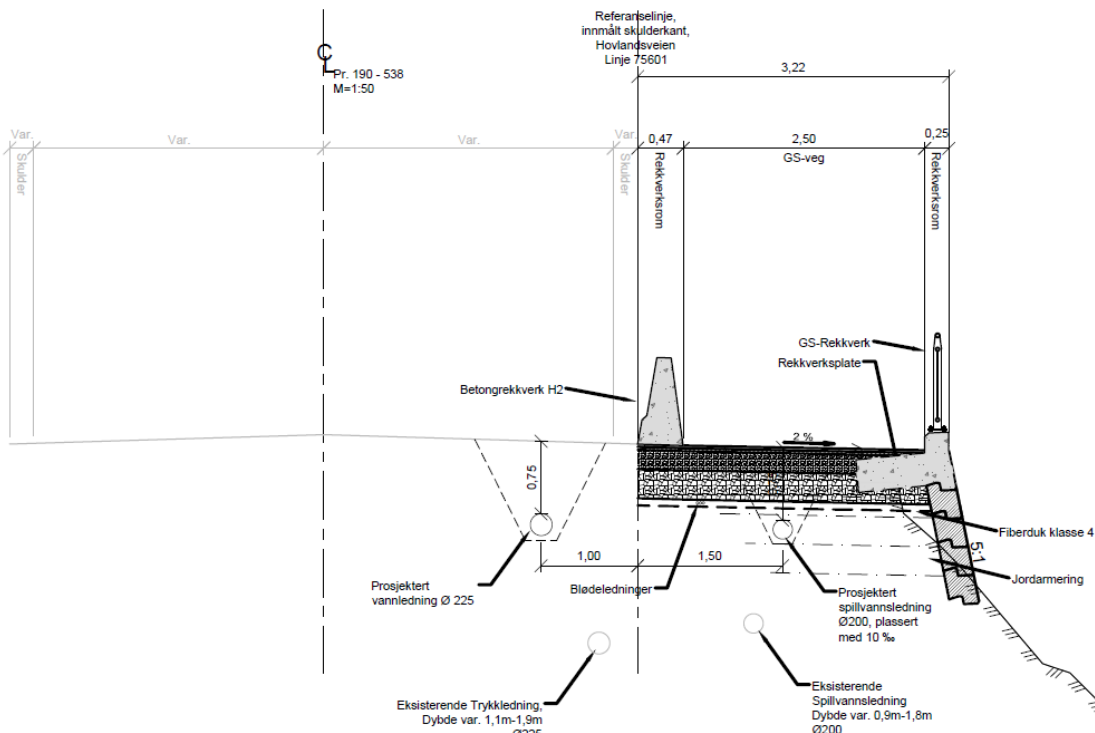 Referanselinje,
innmålt skulderkant,
Hovlandsveien
Linje 75601
CL
Pr. 190 - 538
M=1:50
3,22
Var.
Var.
Var.
Var.
0,47
2,50
0,25
Skulder
Skulder
Rekkverksrom
GS-veg
Rekkverksrom
GS-Rekkverk
Rekkverksplate
Betongrekkverk H2
2 %
0,75
Fiberduk klasse 4
5:1
1,00
1,50
Jordarmering
Prosjektert
vannledning Ø 225
Blødeledninger
Prosjektert
spillvannsledning
Ø200, plassert
med 10 ‰
Eksisterende Trykkledning,
Dybde var. 1,1m-1,9m
Ø225
Eksisterende
Spillvannsledning
Dybde var. 0,9m-1,8m
Ø200